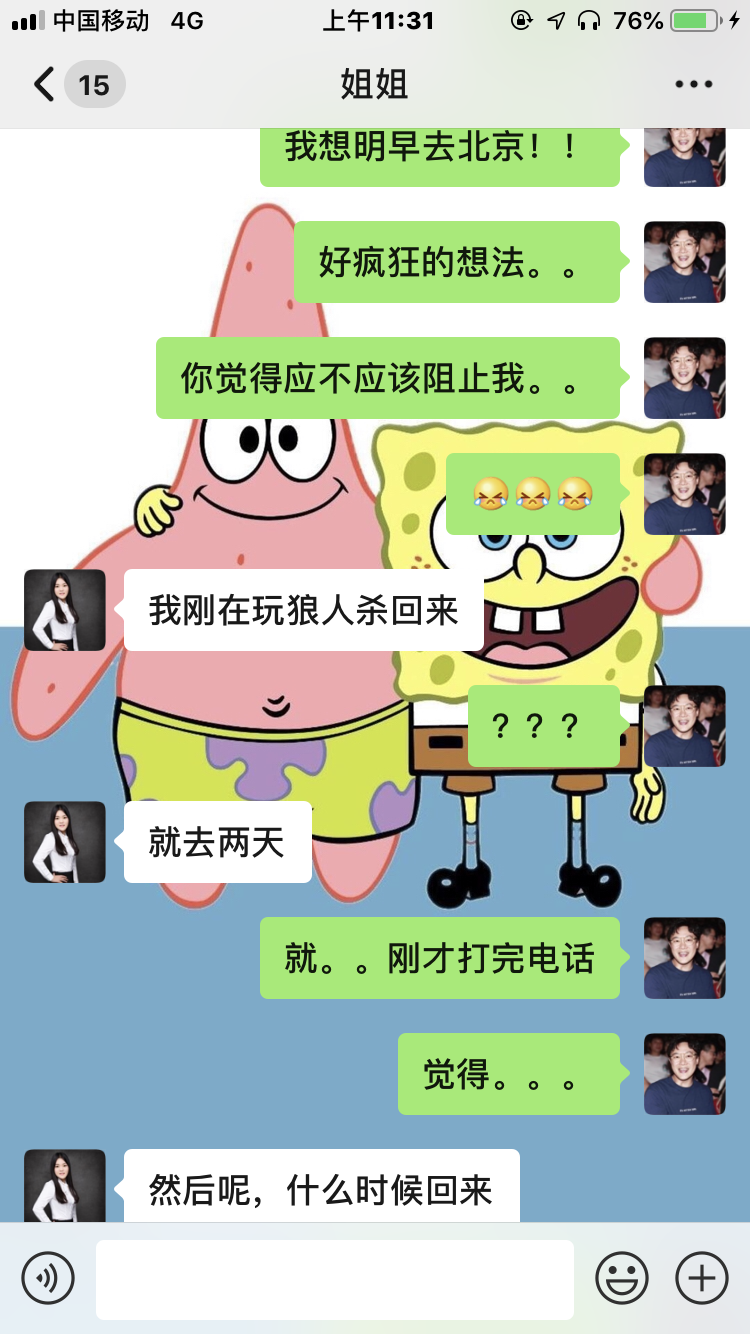 中国移动 4G 上午11:31 76%
15 姐姐
我想明早去北京！！
好疯狂的想法。。
你觉得应不应该阻止我。。
我刚在玩狼人杀回来
？？？
就去两天
就。。刚才打完电话
觉得。。。
然后呢，什么时候回来